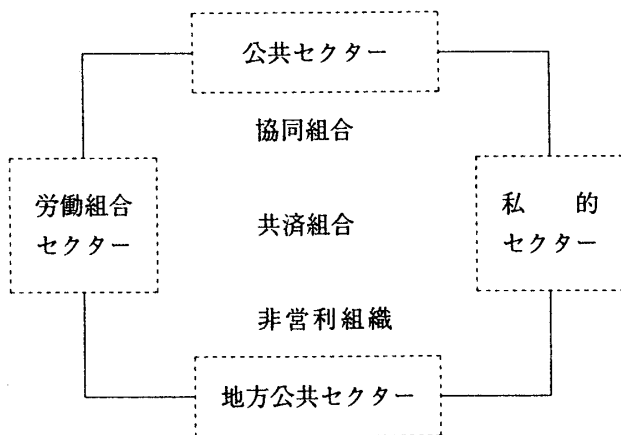 公共セクター
協同組合
労働組合
セクター
共済組合
私 的
セクター
非営利組織
地方公共セクター